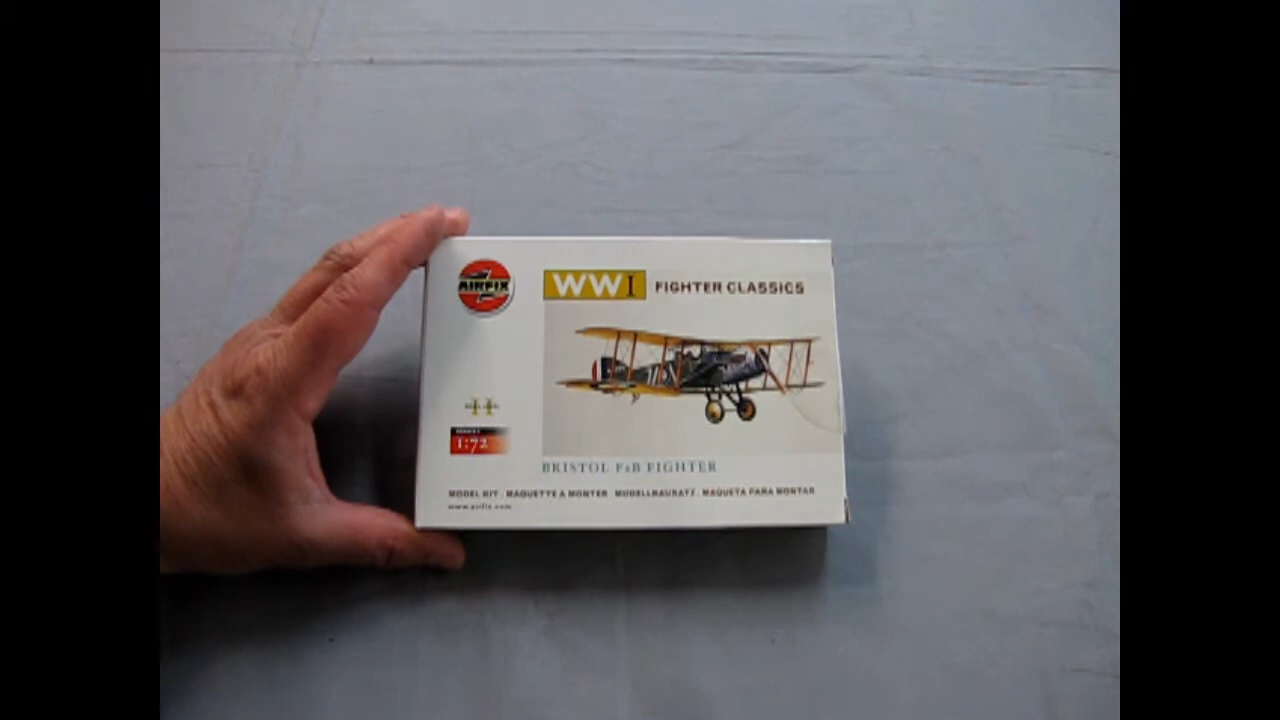 AIRFIX
WWI FIGHTER CLASSICS
1:72
BRISTOL F2B FIGHTER
MODEL KIT . MAQUETTE A MONTER . MODELLBAUSATZ . MAQUETA PARA MONTAR
www.airfix.com